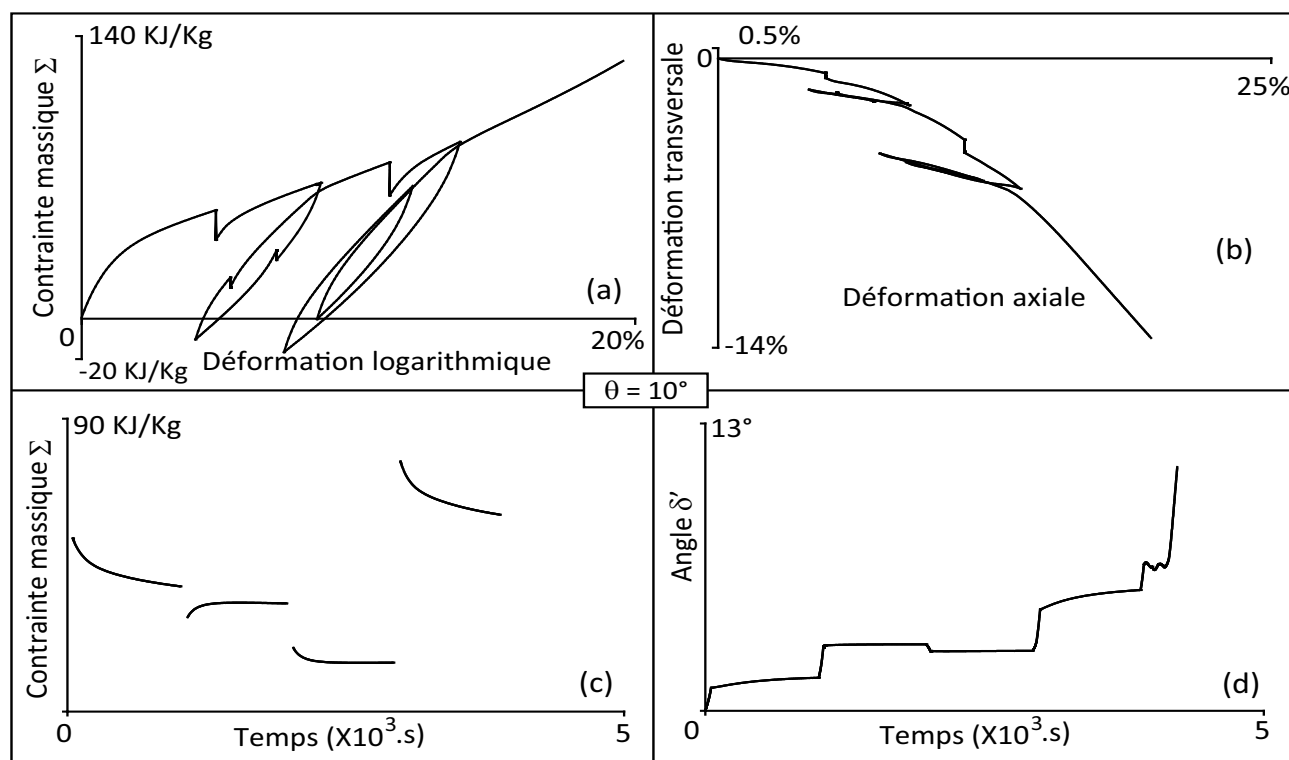 140 KJ/Kg
Contrainte massique Σ
0
-20 KJ/Kg
Déformation logarithmique
20%
(a)
0.5%
0
Déformation transversale
25%
(b)
Déformation axiale
-14%
θ = 10°
90 KJ/Kg
Contrainte massique Σ
(c)
0
Temps (X10³.s)
5
13°
Angle δ'
(d)
0
Temps (X10³.s)
5